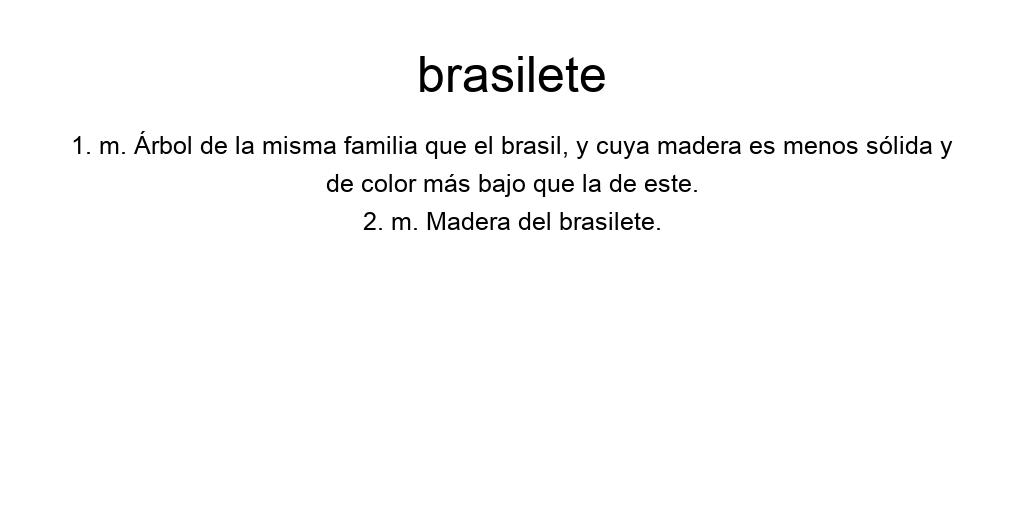 brasilete
1. m. Árbol de la misma familia que el brasil, y cuya madera es menos sólida y
de color más bajo que la de este.
2. m. Madera del brasilete.